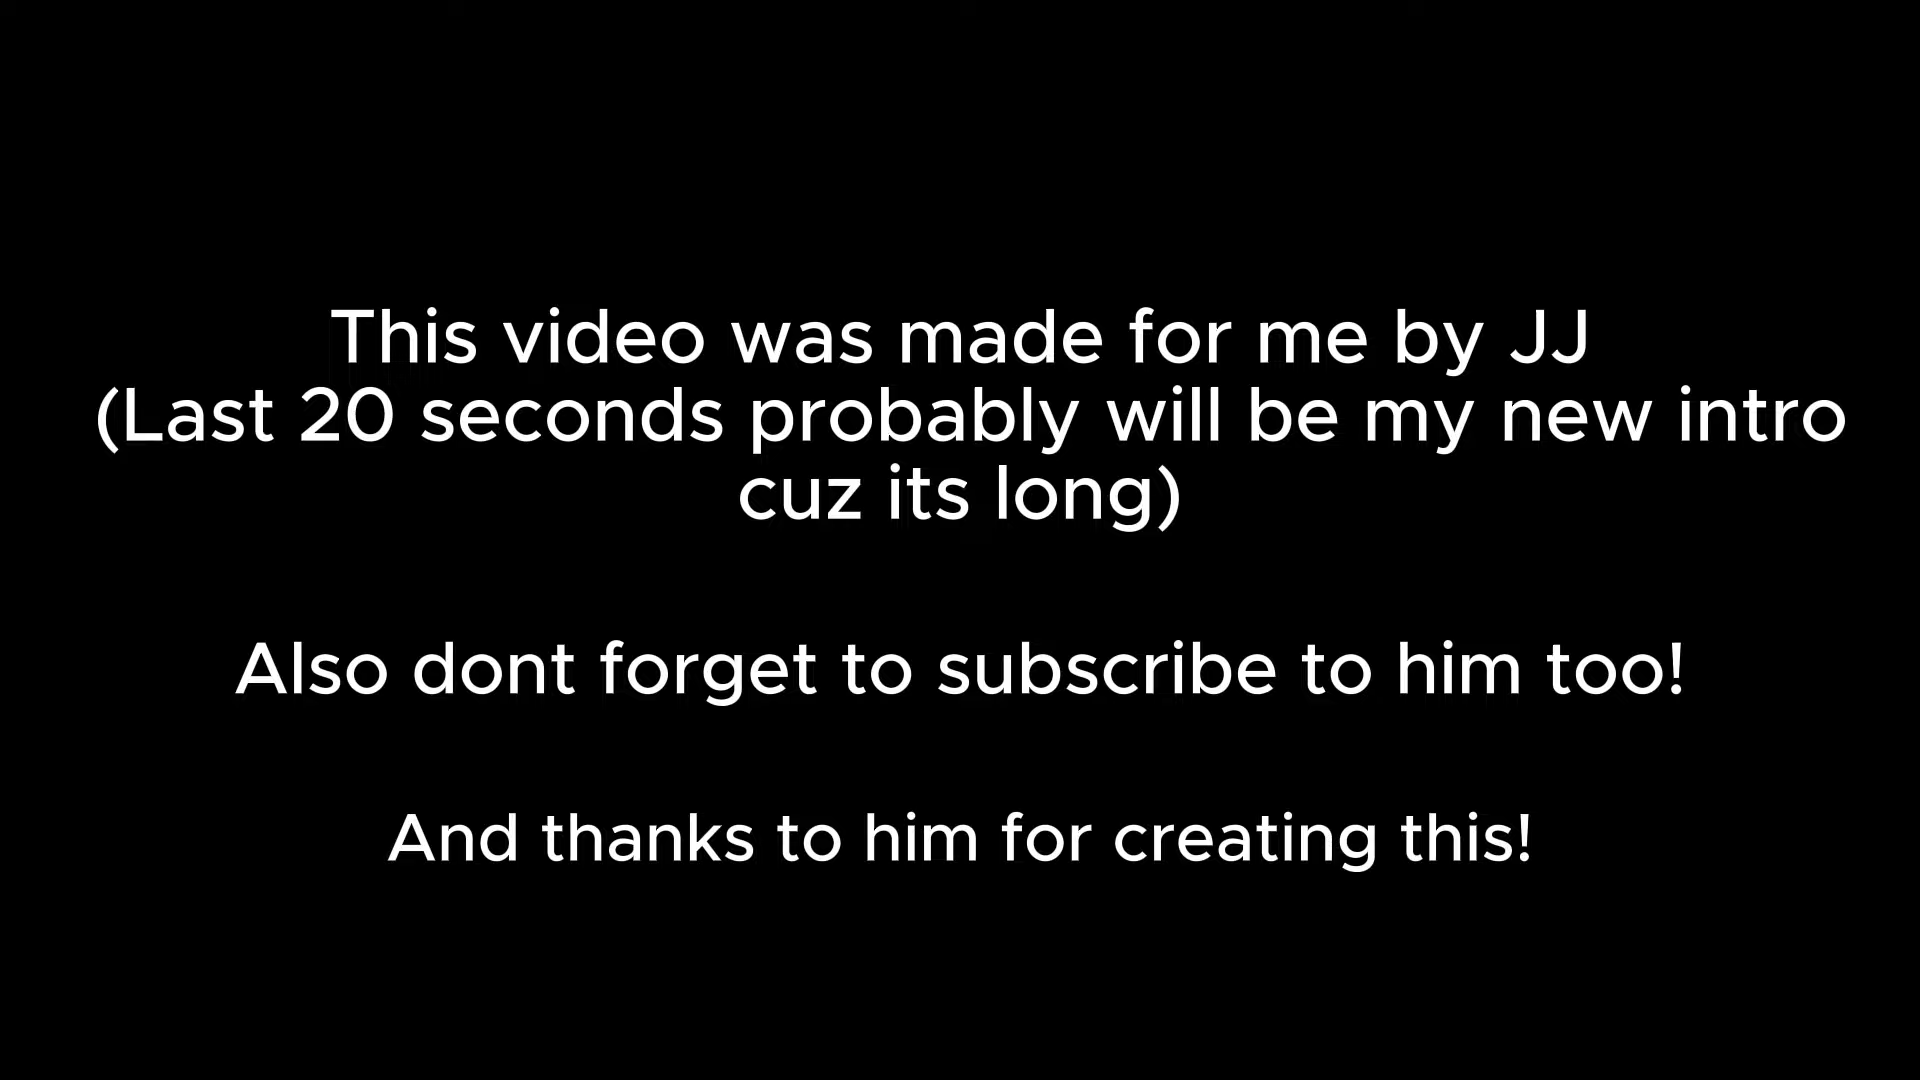 This video was made for me by JJ
(Last 20 seconds probably will be my new intro
cuz its long)
Also dont forget to subscribe to him too!
And thanks to him for creating this!